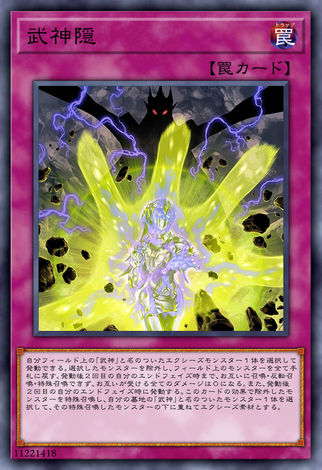 武神隠
トラップ
罠
【罠カード】
自分フィールド上の「武神」と名のついたエクシーズモンスター1体を選択して
発動できる。選択したモンスターを除外し、フィールド上のモンスターを全て手
札に戻す。発動後2回目の自分のエンドフェイズ時まで、お互いに召喚・反転召
喚・特殊召喚できず、お互いが受ける全てのダメージは0になる。また、発動後
2回目の自分のエンドフェイズ時に発動する。このカードの効果で除外したモ
ンスターを特殊召喚し、自分の墓地の「武神」と名のついたモンスター1体を選
択して、その特殊召喚したモンスターの下に重ねてエクシーズ素材とする。
11221418